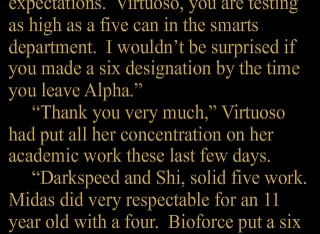 expectations.  Virtuoso, you are testing
as high as a five can in the smarts
department.  I wouldn’t be surprised if
you made a six designation by the time
you leave Alpha.”
“Thank you very much,” Virtuoso
had put all her concentration on her
academic work these last few days.
“Darkspeed and Shi, solid five work.
Midas did very respectable for an 11
year old with a four.  Bioforce put a six